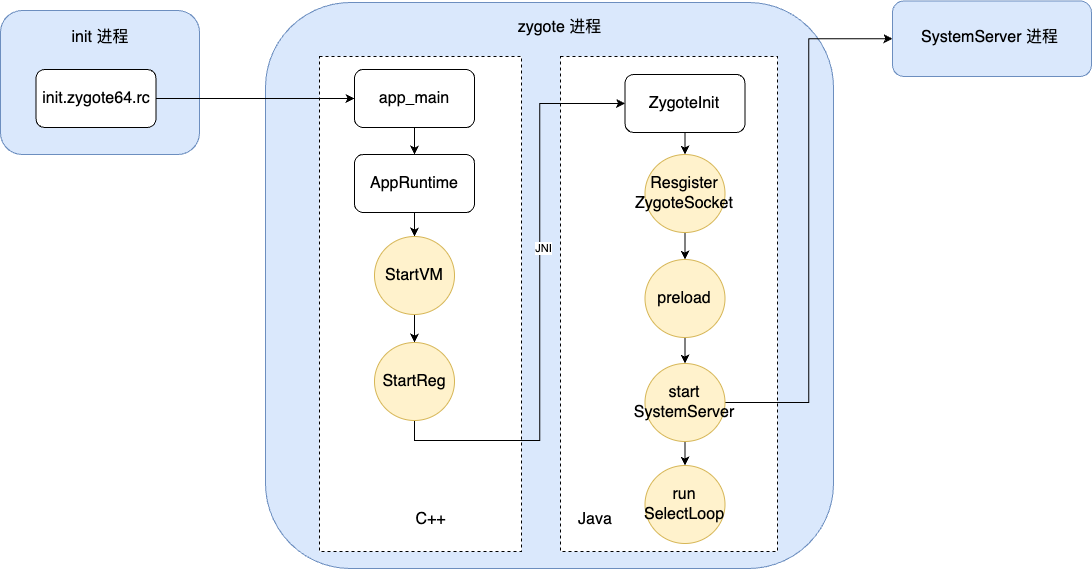 init 进程
init.zygote64.rc
zygote 进程
app_main
AppRuntime
StartVM
StartReg
C++
JNI
ZygoteInit
Resgister
ZygoteSocket
preload
start
SystemServer
run
SelectLoop
Java
SystemServer 进程